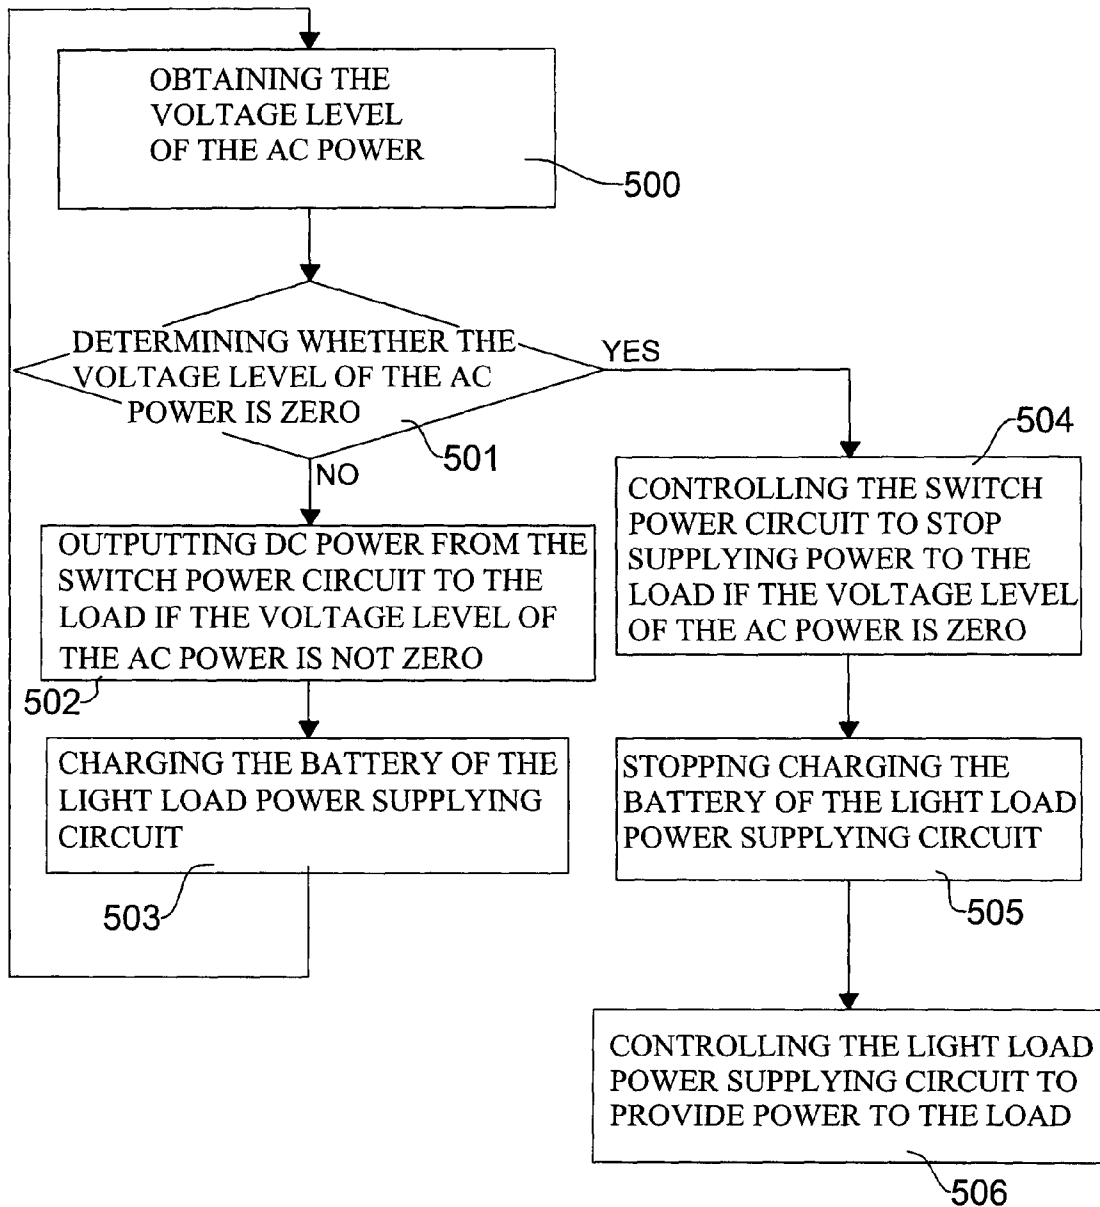 OBTAINING THE
VOLTAGE LEVEL
OF THE AC POWER
500
DETERMINING WHETHER THE
VOLTAGE LEVEL OF THE AC
POWER IS ZERO
501
YES
NO
OUTPUTTING DC POWER FROM THE
SWITCH POWER CIRCUIT TO THE
LOAD IF THE VOLTAGE LEVEL OF
THE AC POWER IS NOT ZERO
502
CHARGING THE BATTERY OF THE
LIGHT LOAD POWER SUPPLYING
CIRCUIT
503
504
CONTROLLING THE SWITCH
POWER CIRCUIT TO STOP
SUPPLYING POWER TO THE
LOAD IF THE VOLTAGE LEVEL
OF THE AC POWER IS ZERO
STOPPING CHARGING THE
BATTERY OF THE LIGHT LOAD
POWER SUPPLYING CIRCUIT
505
CONTROLLING THE LIGHT LOAD
POWER SUPPLYING CIRCUIT TO
PROVIDE POWER TO THE LOAD
506